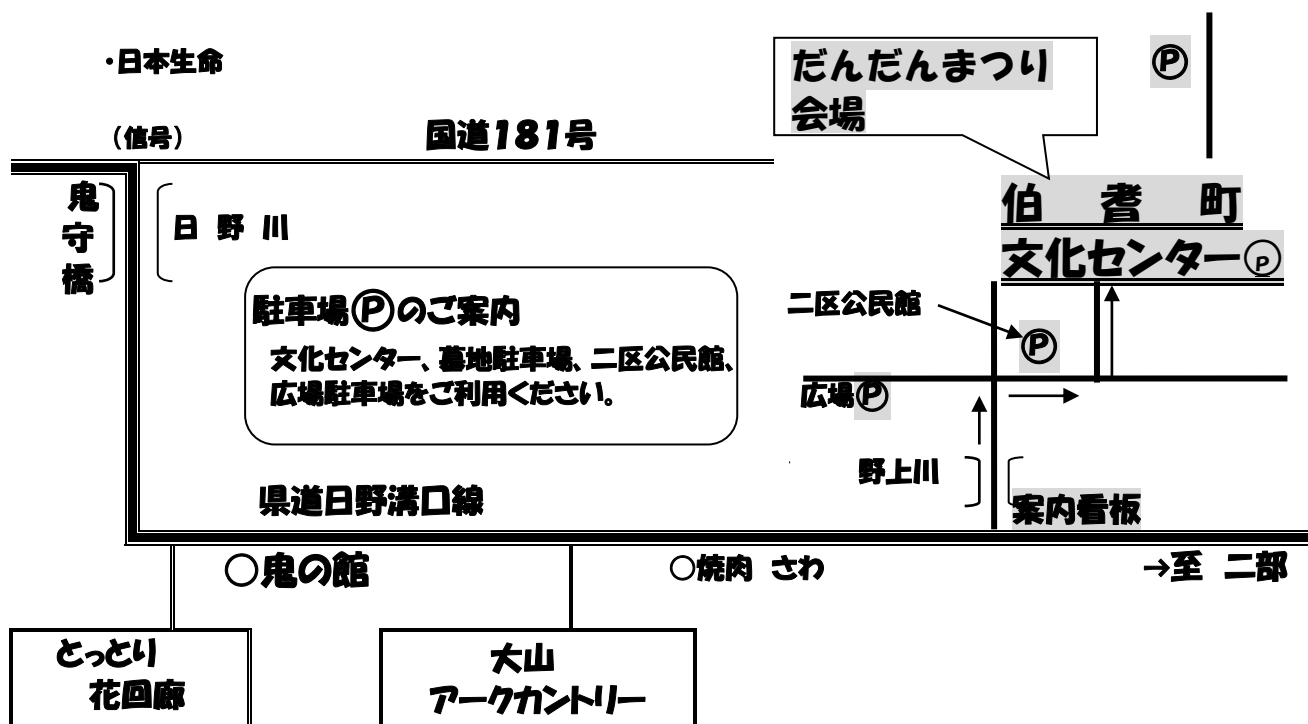 ・日本生命
だんだんまつり
会場
Ⓟ
(信号)
国道181号
鬼守橋
日 野 川
伯 耆 町
文化センターⓅ
駐車場Ⓟのご案内
文化センター、墓地駐車場、二区公民館、
広場駐車場をご利用ください。
二区公民館
Ⓟ
広場Ⓟ
野上川
案内看板
県道日野溝口線
○鬼の館
○焼肉 さわ
→至 二部
とっとり
花回廊
大山
アークカントリー